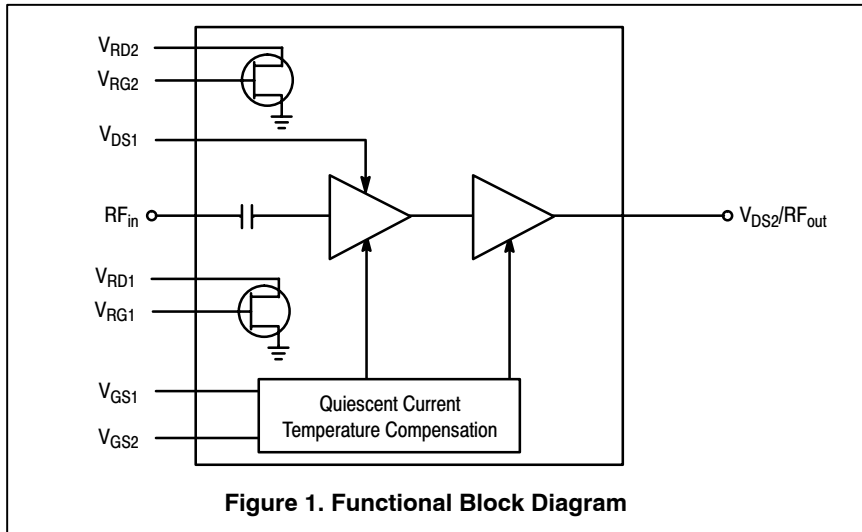 VRD2
VRG2
VDS1
RFin
VDS2/RFout
VRD1
VRG1
VGS1
VGS2
Quiescent Current
Temperature Compensation
Figure 1. Functional Block Diagram